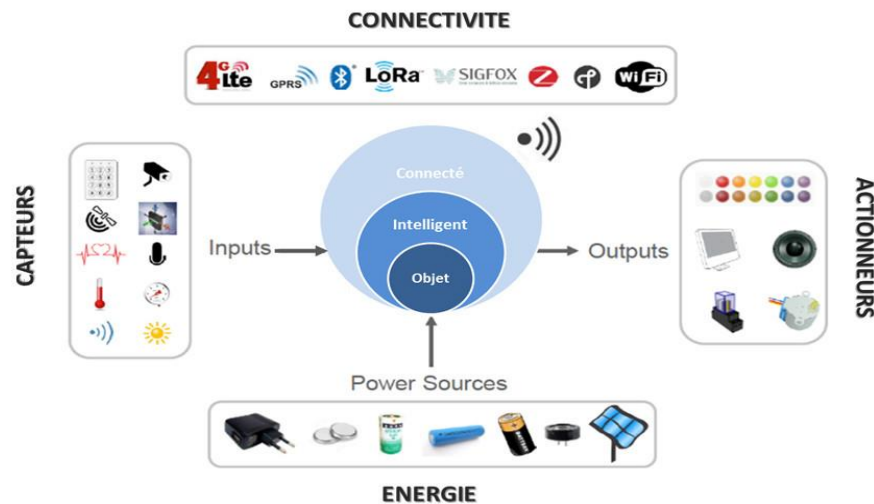 CONNECTIVITE
4G Lte GPRS LoRa SIGFOX WiFi
CAPTEURS
Connecté
Intelligent
Objet
Inputs
Outputs
ACTIONNEURS
Power Sources
ENERGIE